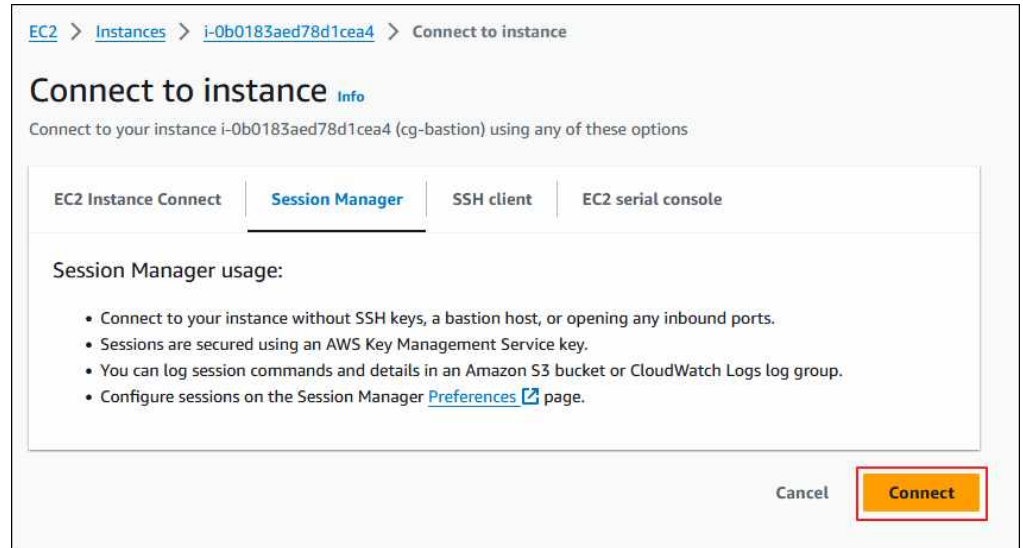 EC2 > Instances > i-0b0183aed78d1cea4 > Connect to instance
Connect to instance Info
Connect to your instance i-0b0183aed78d1cea4 (cg-bastion) using any of these options
EC2 Instance Connect Session Manager SSH client EC2 serial console
Session Manager usage:
• Connect to your instance without SSH keys, a bastion host, or opening any inbound ports.
• Sessions are secured using an AWS Key Management Service key.
• You can log session commands and details in an Amazon S3 bucket or CloudWatch Logs log group.
• Configure sessions on the Session Manager Preferences page.
Cancel Connect